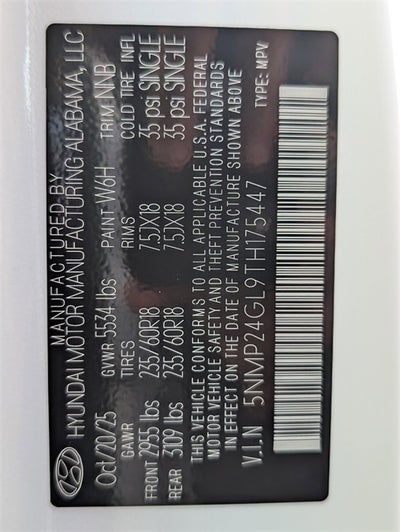 MANUFACTURED BY
HYUNDAI MOTOR MANUFACTURING ALABAMA, LLC
Oct/20/25 GVWR 5534 lbs PAINT W6H TRIM NNB
GAWR TIRES RIMS COLD TIRE INFL
FRONT 2955 lbs 235/60R18 7.5JX18 35 psi SINGLE
REAR 3109 lbs 235/60R18 7.5JX18 35 psi SINGLE
THIS VEHICLE CONFORMS TO ALL APPLICABLE U.S.A. FEDERAL
MOTOR VEHICLE SAFETY AND THEFT PREVENTION STANDARDS
IN EFFECT ON THE DATE OF MANUFACTURE SHOWN ABOVE
V.I.N 5NMP24GL9TH175447 TYPE: MPV